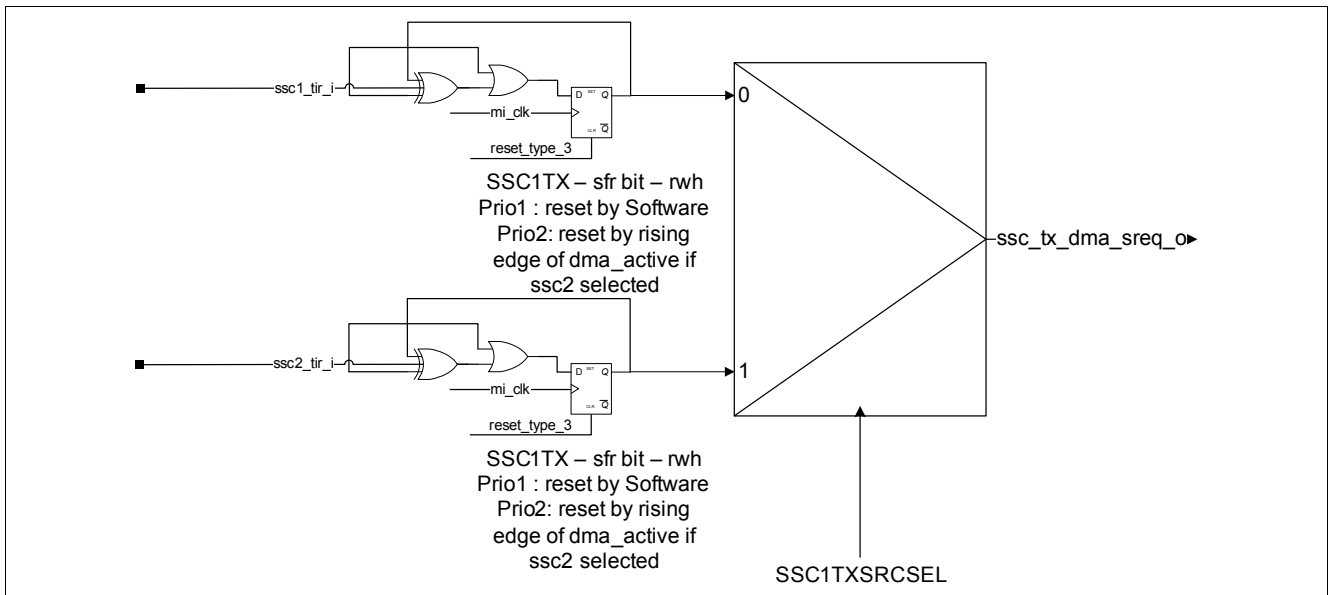 ssc1_tir_i
mi_clk
D SET Q
CLR Q
reset_type_3
SSC1TX – sfr bit – rwh
Prio1 : reset by Software
Prio2: reset by rising
edge of dma_active if
ssc2 selected
0
ssc_tx_dma_sreq_o
ssc2_tir_i
mi_clk
D SET Q
CLR Q
reset_type_3
SSC1TX – sfr bit – rwh
Prio1 : reset by Software
Prio2: reset by rising
edge of dma_active if
ssc2 selected
1
SSC1TXSRCSEL